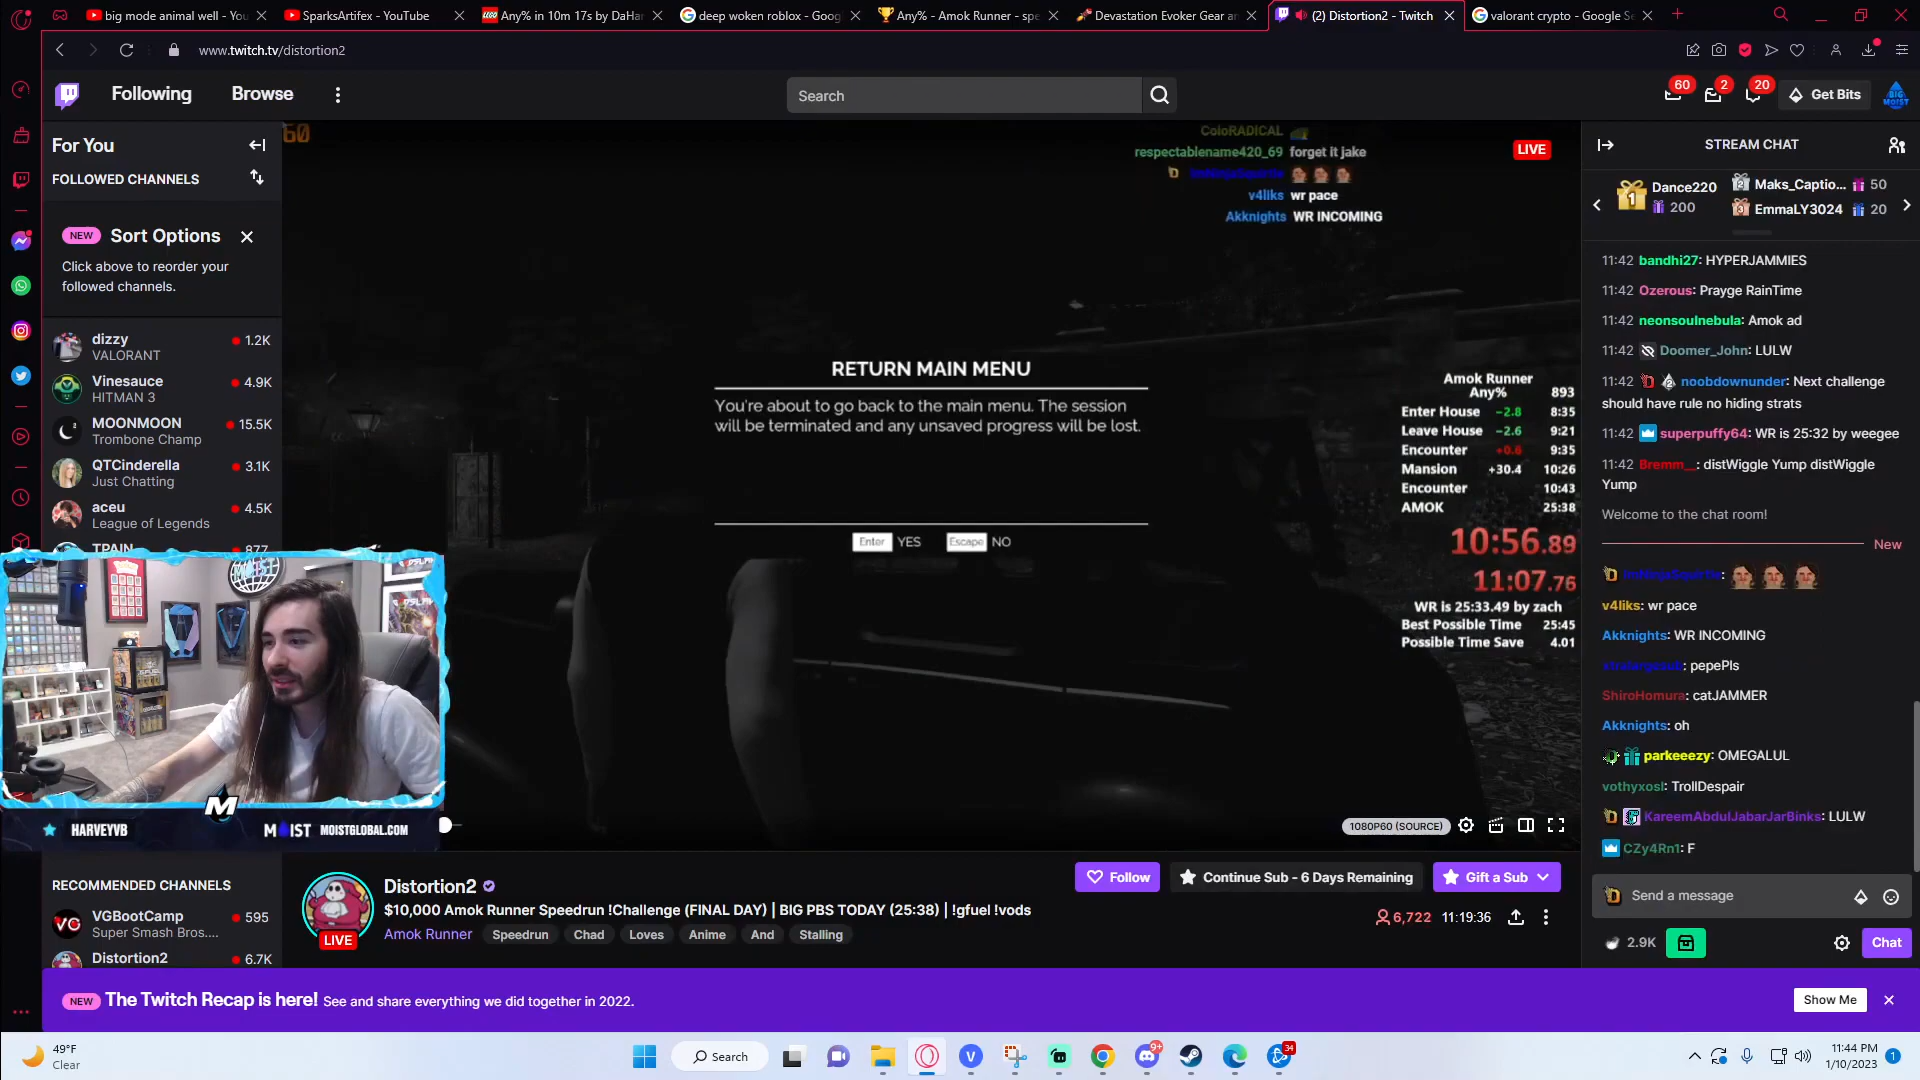 big mode animal well - You
SparksArtifex - YouTube
Any% in 10m 17s by DaHar
deep woken roblox - Goog
Any% - Amok Runner - spe
Devastation Evoker Gear an
(2) Distortion2 - Twitch
valorant crypto - Google Se
www.twitch.tv/distortion2
Following
Browse
Search
60
2
20
Get Bits
For You
FOLLOWED CHANNELS
NEW Sort Options
Click above to reorder your
followed channels.
dizzy 1.2K
VALORANT
Vinesauce 4.9K
HITMAN 3
MOONMOON 15.5K
Trombone Champ
QTCinderella 3.1K
Just Chatting
aceu 4.5K
League of Legends
TPAIN 877
60
ColoRADICAL
respectablename420_69 forget it jake
v4liks wr pace
Akknights WR INCOMING
LIVE
RETURN MAIN MENU
You're about to go back to the main menu. The session
will be terminated and any unsaved progress will be lost.
Enter YES Escape NO
Amok Runner
Any% 893
Enter House -2.8 8:35
Leave House -2.6 9:21
Encounter +0.6 9:35
Mansion +30.4 10:26
Encounter 10:43
AMOK 25:38
10:56.89
11:07.76
WR is 25:33.49 by zach
Best Possible Time 25:45
Possible Time Save 4.01
HARVEYVB
M
MOIST MOISTGLOBAL.COM
1080P60 (SOURCE)
RECOMMENDED CHANNELS
VGBootCamp 595
Super Smash Bros....
Distortion2 6.7K
LIVE
Distortion2
$10,000 Amok Runner Speedrun !Challenge (FINAL DAY) | BIG PBS TODAY (25:38) | !gfuel !vods
Amok Runner Speedrun Chad Loves Anime And Stalling
Follow
Continue Sub - 6 Days Remaining
Gift a Sub
6,722 11:19:36
STREAM CHAT
1 Dance220
200
2 Maks_Captio... 50
3 EmmaLY3024 20
11:42 bandhi27: HYPERJAMMIES
11:42 Ozerous: Prayge RainTime
11:42 neonsoulnebula: Amok ad
11:42 Doomer_John: LULW
11:42 noobdownunder: Next challenge
should have rule no hiding strats
11:42 superpuffy64: WR is 25:32 by weegee
11:42 Bremm__: distWiggle Yump distWiggle
Yump
Welcome to the chat room!
New
v4liks: wr pace
Akknights: WR INCOMING
: pepePls
ShiroHomura: catJAMMER
Akknights: oh
parkeeezy: OMEGALUL
vothyxosl: TrollDespair
KareemAbdulJabarJarBinks: LULW
CZy4Rn1: F
Send a message
2.9K
Chat
NEW The Twitch Recap is here! See and share everything we did together in 2022.
Show Me
49°F
Clear
Search
9+
34
11:44 PM
1/10/2023
1